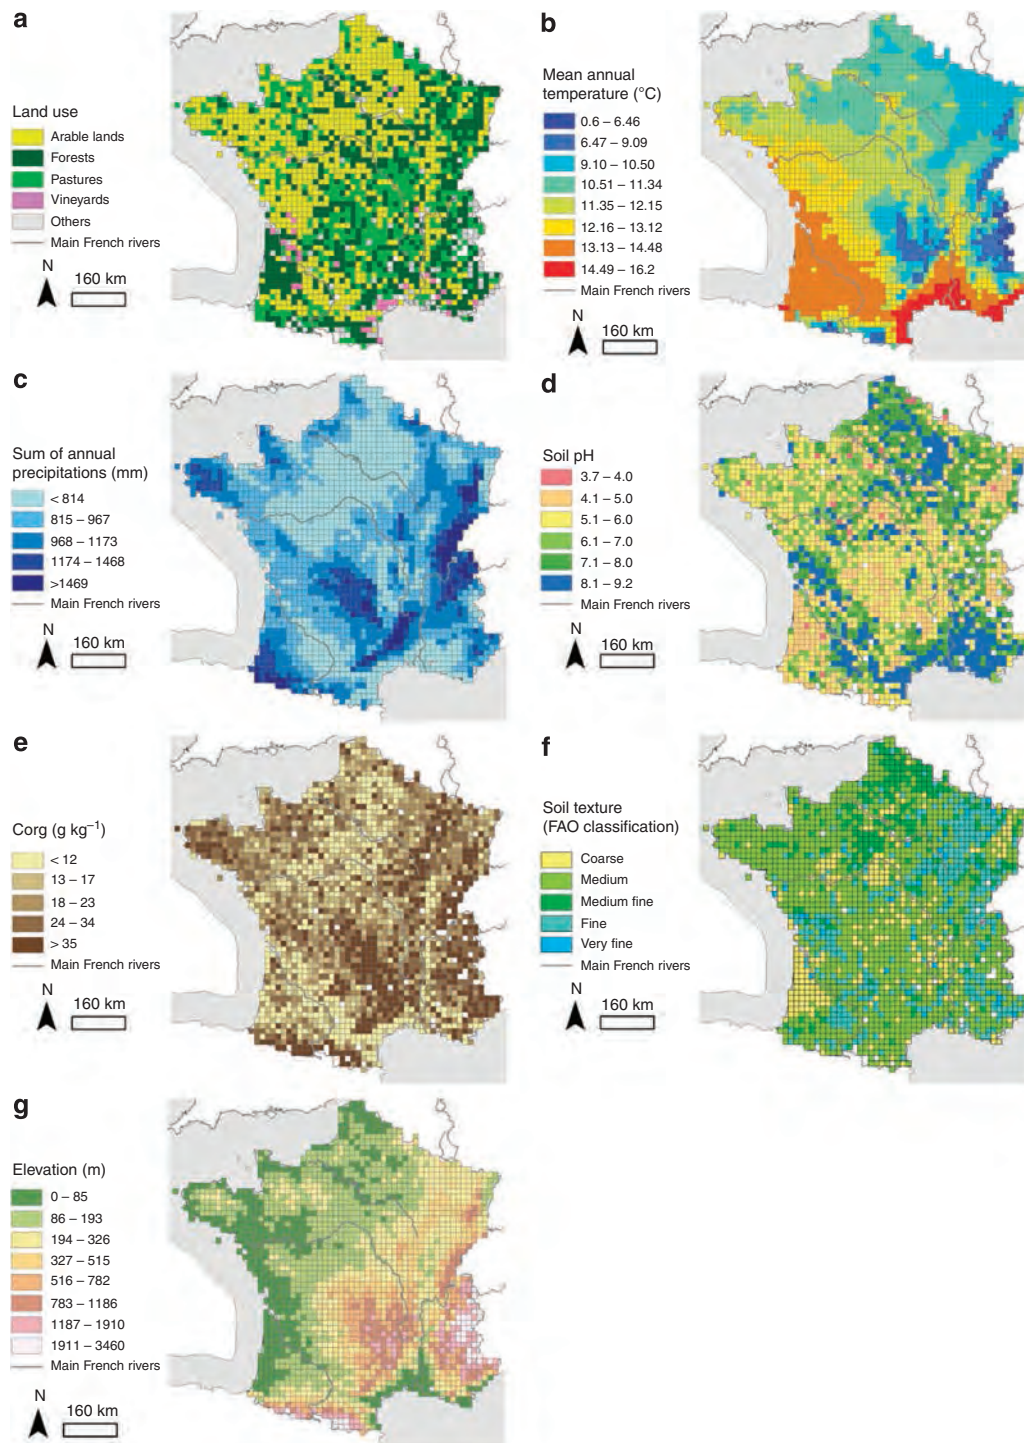 a
Land use
Arable lands
Forests
Pastures
Vineyards
Others
Main French rivers
N
160 km
b
Mean annual
temperature (°C)
0.6 – 6.46
6.47 – 9.09
9.10 – 10.50
10.51 – 11.34
11.35 – 12.15
12.16 – 13.12
13.13 – 14.48
14.49 – 16.2
Main French rivers
N
160 km
c
Sum of annual
precipitations (mm)
< 814
815 – 967
968 – 1173
1174 – 1468
>1469
Main French rivers
N
160 km
d
Soil pH
3.7 – 4.0
4.1 – 5.0
5.1 – 6.0
6.1 – 7.0
7.1 – 8.0
8.1 – 9.2
Main French rivers
N
160 km
e
Corg (g kg⁻¹)
< 12
13 – 17
18 – 23
24 – 34
> 35
Main French rivers
N
160 km
f
Soil texture
(FAO classification)
Coarse
Medium
Medium fine
Fine
Very fine
Main French rivers
N
160 km
g
Elevation (m)
0 – 85
86 – 193
194 – 326
327 – 515
516 – 782
783 – 1186
1187 – 1910
1911 – 3460
Main French rivers
N
160 km